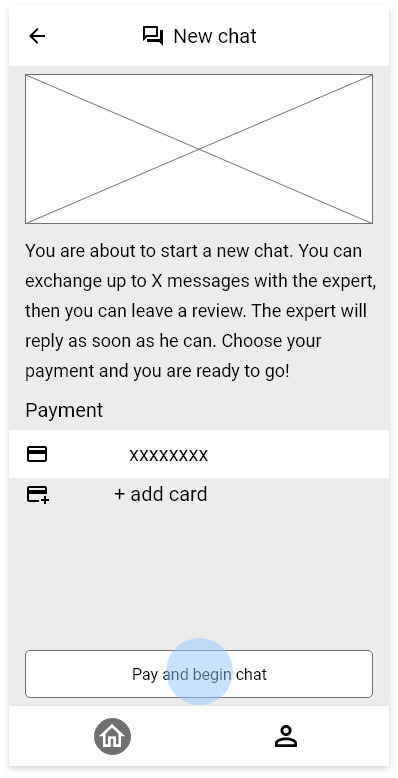 New chat
You are about to start a new chat. You can
exchange up to X messages with the expert,
then you can leave a review. The expert will
reply as soon as he can. Choose your
payment and you are ready to go!
Payment
xxxxxxxx
+ add card
Pay and begin chat